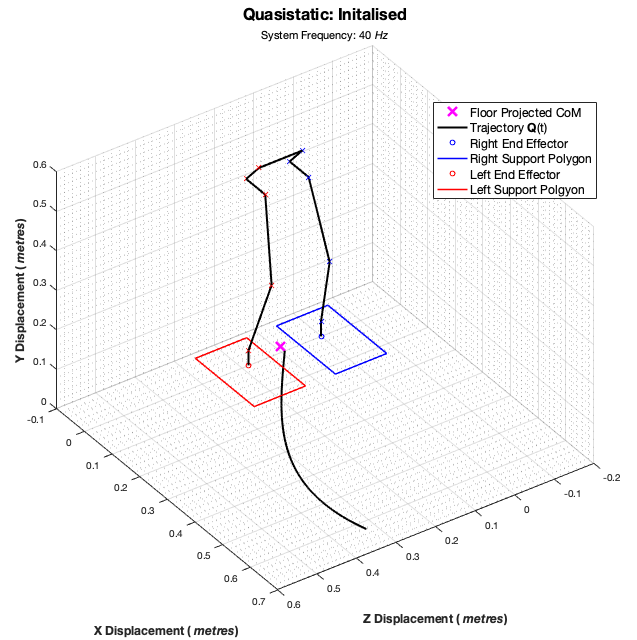 Quasistatic: Initalised
System Frequency: 40 Hz
Floor Projected CoM
Trajectory Q(t)
Right End Effector
Right Support Polygon
Left End Effector
Left Support Polgyon
Y Displacement ( metres)
0.6
0.5
0.4
0.3
0.2
0.1
0
-0.1
0
0.1
0.2
0.3
0.4
0.5
0.6
0.7
X Displacement ( metres)
0.6
0.5
0.4
0.3
0.2
0.1
0
-0.1
-0.2
Z Displacement ( metres)